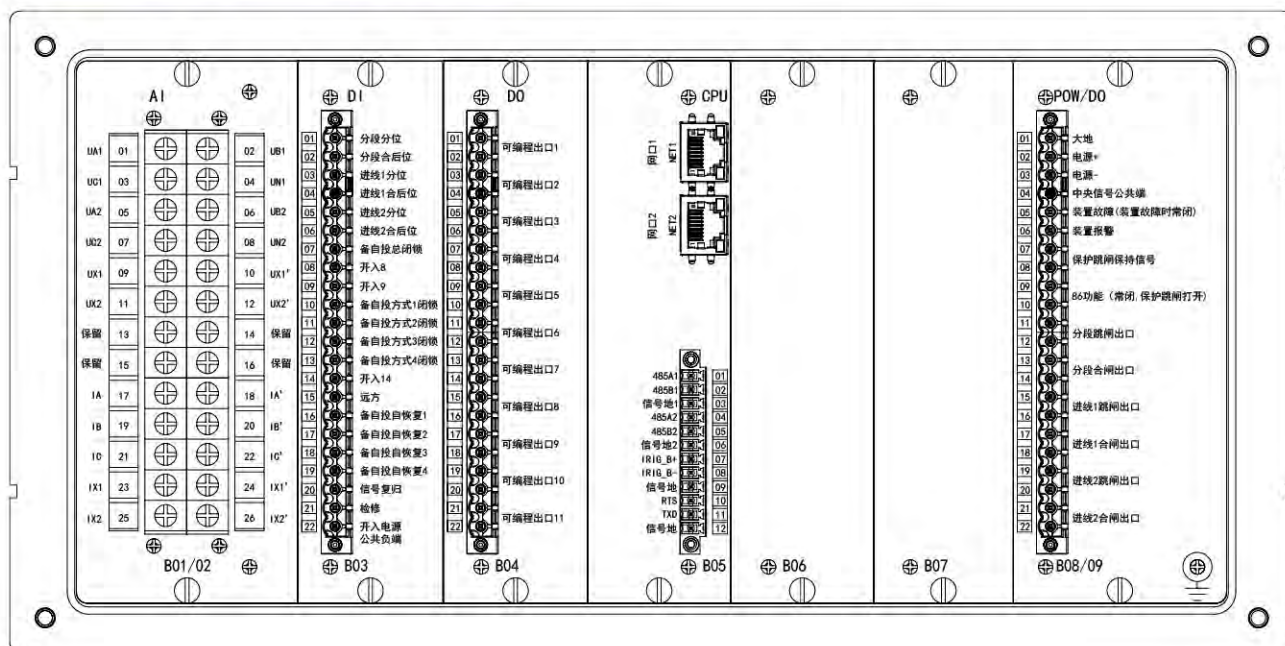 AI
UA1 01 02 UB1
UC1 03 04 UN1
UA2 05 06 UB2
UC2 07 08 UN2
UX1 09 10 UX1'
UX2 11 12 UX2'
保留 13 14 保留
保留 15 16 保留
IA 17 18 IA'
IB 19 20 IB'
IC 21 22 IC'
IX1 23 24 IX1'
IX2 25 26 IX2'
B01/02
DI
01 分段分位
02 分段合后位
03 进线1分位
04 进线1合后位
05 进线2分位
06 进线2合后位
07 备自投总闭锁
08 开入8
09 开入9
10 备自投方式1闭锁
11 备自投方式2闭锁
12 备自投方式3闭锁
13 备自投方式4闭锁
14 开入14
15 远方
16 备自投自恢复1
17 备自投自恢复2
18 备自投自恢复3
19 备自投自恢复4
20 信号复归
21 检修
22 开入电源
公共负端
B03
DO
01
可编程出口1
02
03
可编程出口2
04
05
可编程出口3
06
07
可编程出口4
08
09
可编程出口5
10
11
可编程出口6
12
13
可编程出口7
14
15
可编程出口8
16
17
可编程出口9
18
19
可编程出口10
20
21
可编程出口11
22
B04
CPU
网口1 NET1
网口2 NET2
485A1 01
485B1 02
信号地1 03
485A2 04
485B2 05
信号地2 06
IRIG_B+ 07
IRIG_B- 08
信号地 09
RTS 10
TXD 11
信号地 12
B05
B06
B07
POW/DO
01 大地
02 电源+
03 电源-
04 中央信号公共端
05 装置故障(装置故障时常闭)
06 装置报警
07
保护跳闸保持信号
08
09
86功能（常闭,保护跳闸打开)
10
11
分段跳闸出口
12
13
分段合闸出口
14
15
进线1跳闸出口
16
17
进线1合闸出口
18
19
进线2跳闸出口
20
21
进线2合闸出口
22
B08/09